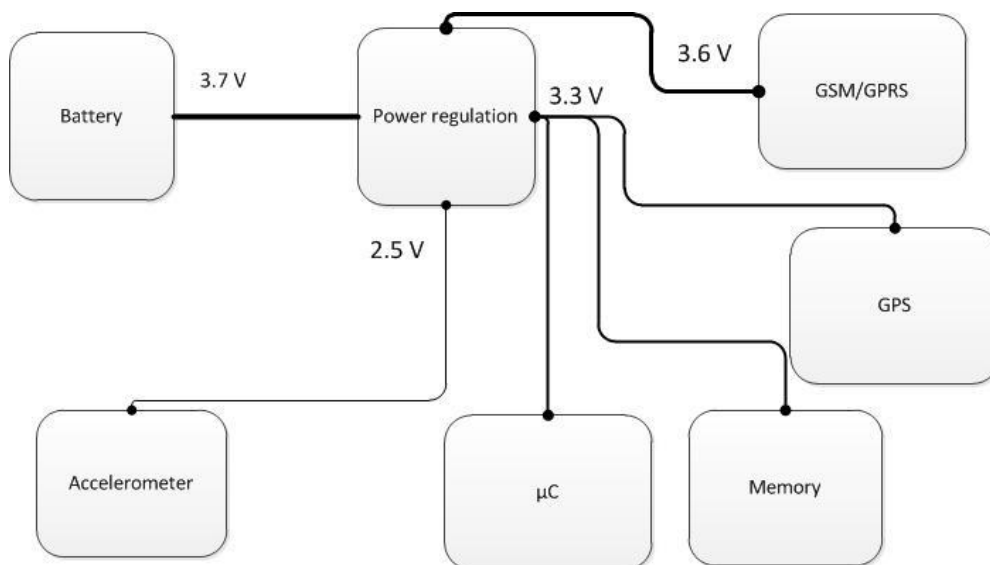 3.6 V
GSM/GPRS
3.7 V
Battery
Power regulation
3.3 V
2.5 V
GPS
Accelerometer
µC
Memory